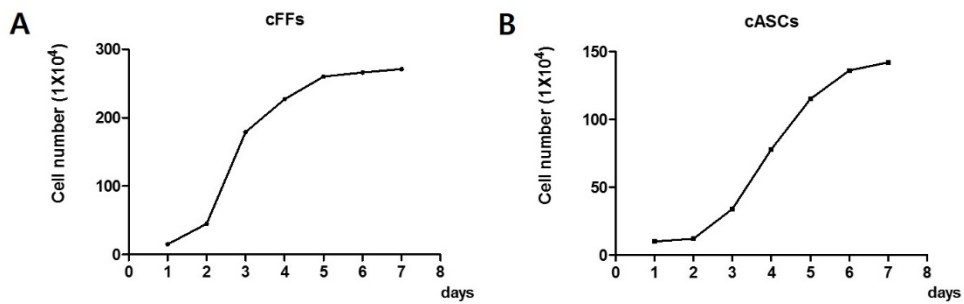 A
cFFs
Cell number (1X10⁴)
300
200
100
0
0 1 2 3 4 5 6 7 8
days
B
cASCs
Cell number (1X10⁴)
150
100
50
0
0 1 2 3 4 5 6 7 8
days